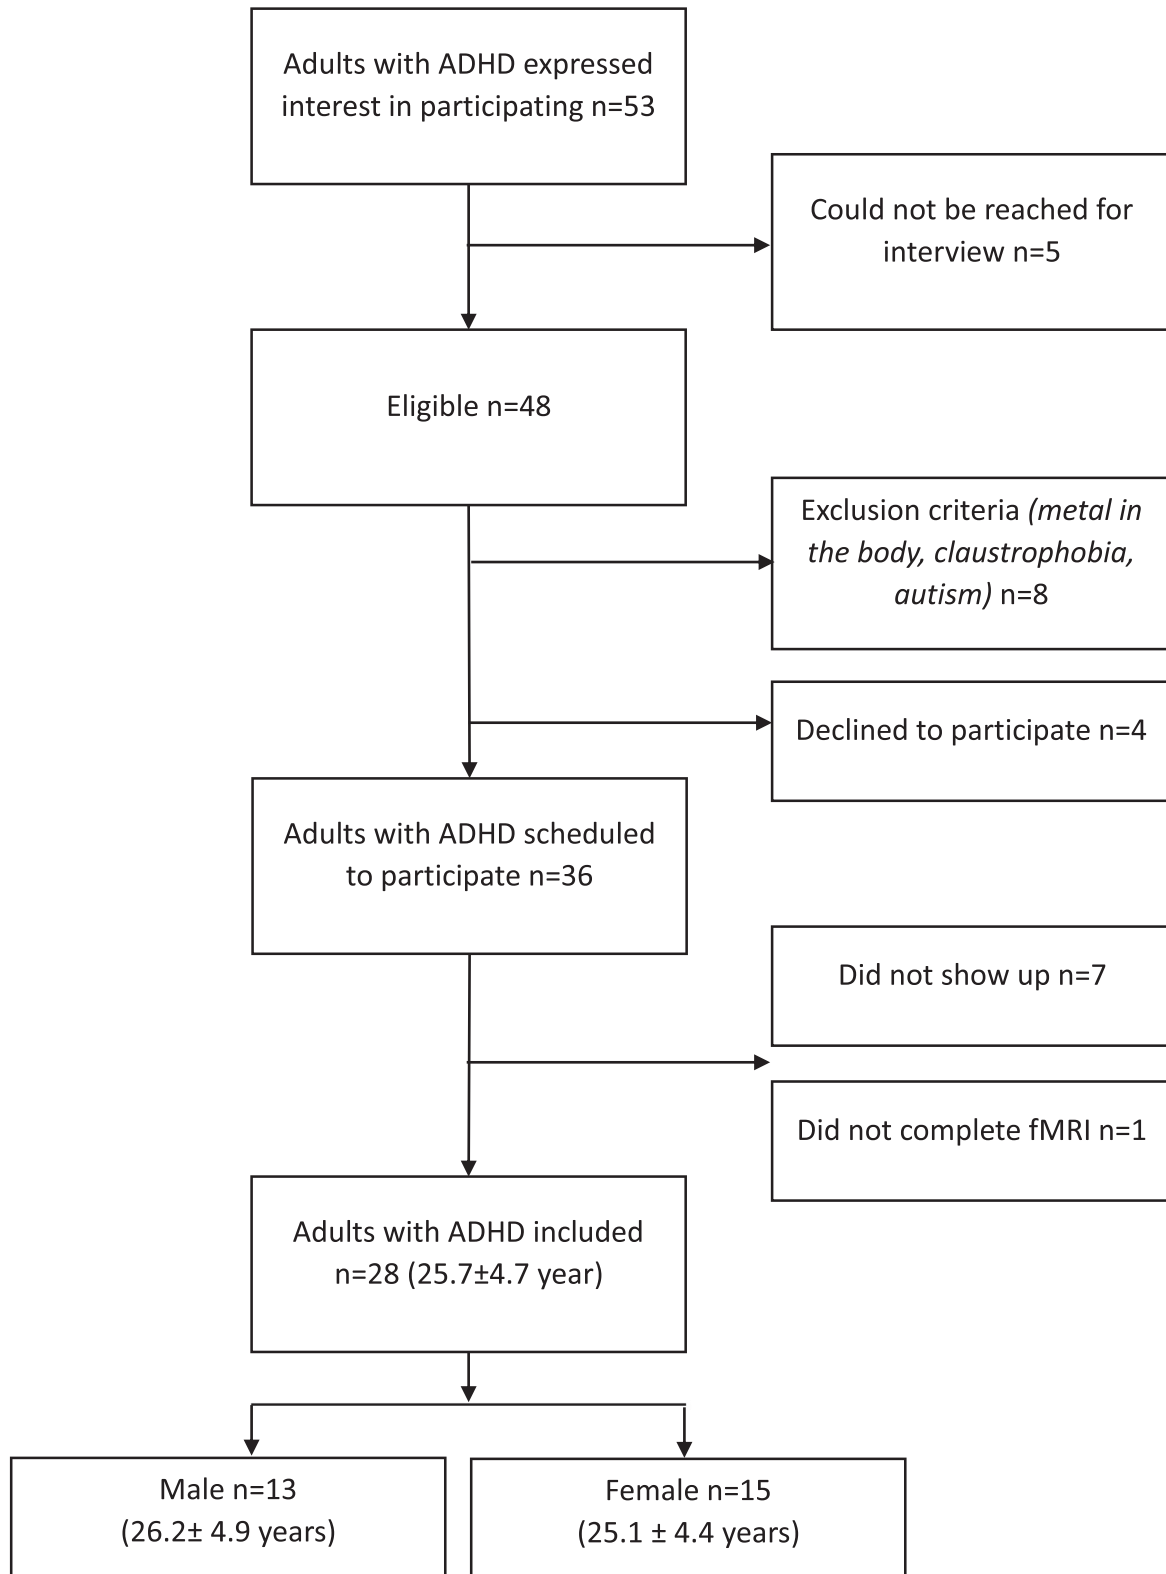 Adults with ADHD expressed
interest in participating n=53
Could not be reached for
interview n=5
Eligible n=48
Exclusion criteria (metal in
the body, claustrophobia,
autism) n=8
Declined to participate n=4
Adults with ADHD scheduled
to participate n=36
Did not show up n=7
Did not complete fMRI n=1
Adults with ADHD included
n=28 (25.7±4.7 year)
Male n=13
(26.2± 4.9 years)
Female n=15
(25.1 ± 4.4 years)